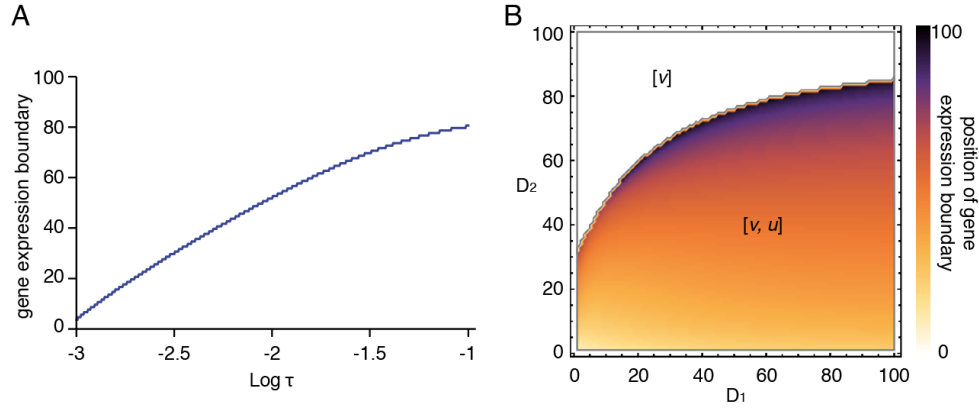 A
gene expression boundary
100
80
60
40
20
0
-3
-2.5
-2
-1.5
-1
Log τ
B
D2
100
80
60
40
20
0
[v]
[v, u]
0
20
40
60
80
100
D1
100
0
position of gene
expression boundary